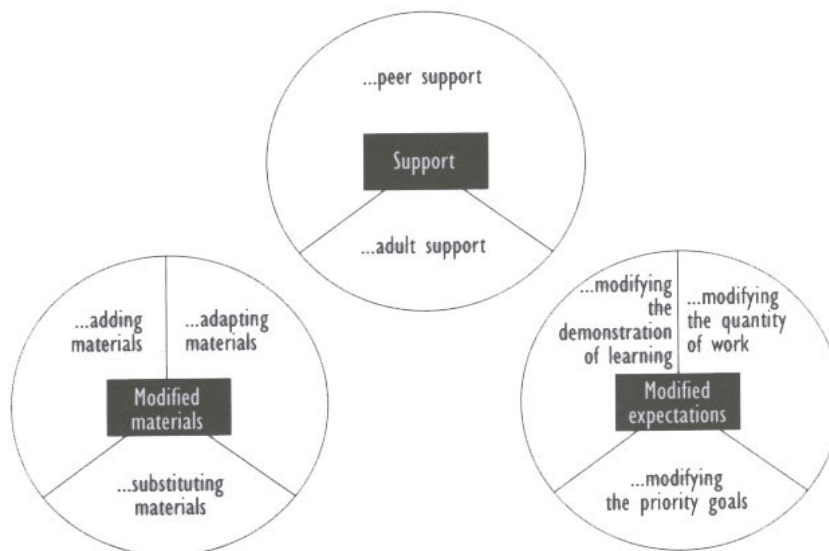 ...peer support
Support
...adult support
...adding
materials
...adapting
materials
Modified
materials
...substituting
materials
...modifying
the
demonstration
of learning
...modifying
the quantity
of work
Modified
expectations
...modifying
the priority goals